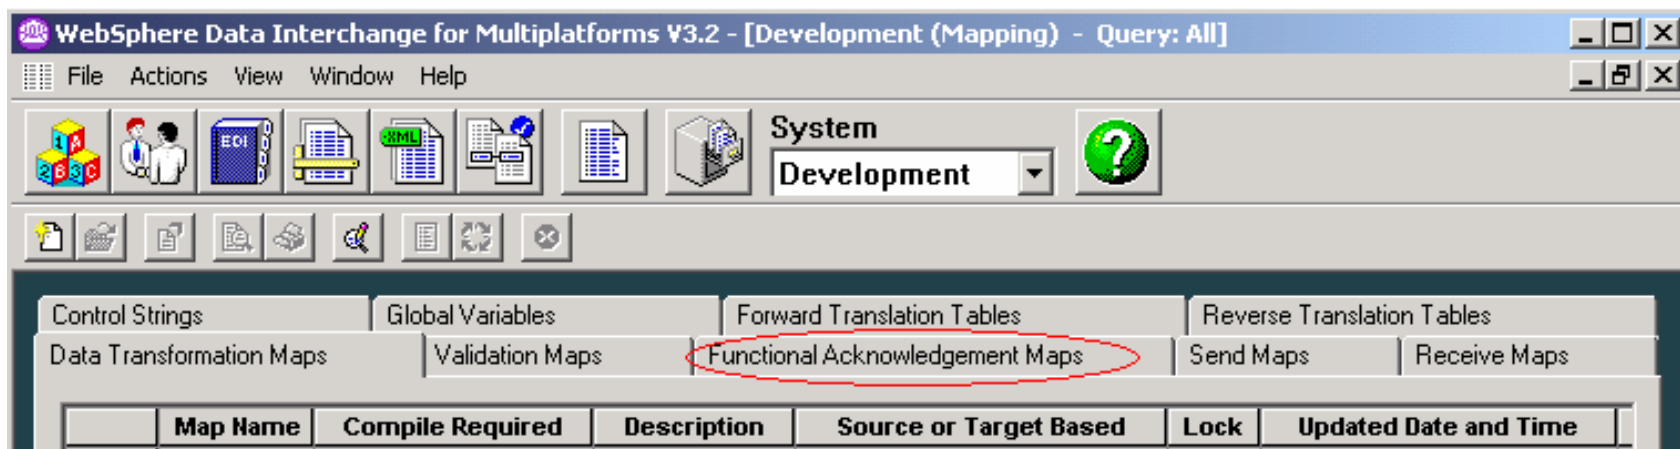 WebSphere Data Interchange for Multiplatforms V3.2 - [Development (Mapping) - Query: All]
File Actions View Window Help
System
EDI XML
Development
Control Strings Global Variables Forward Translation Tables Reverse Translation Tables
Data Transformation Maps Validation Maps Functional Acknowledgement Maps Send Maps Receive Maps
Map Name Compile Required Description Source or Target Based Lock Updated Date and Time